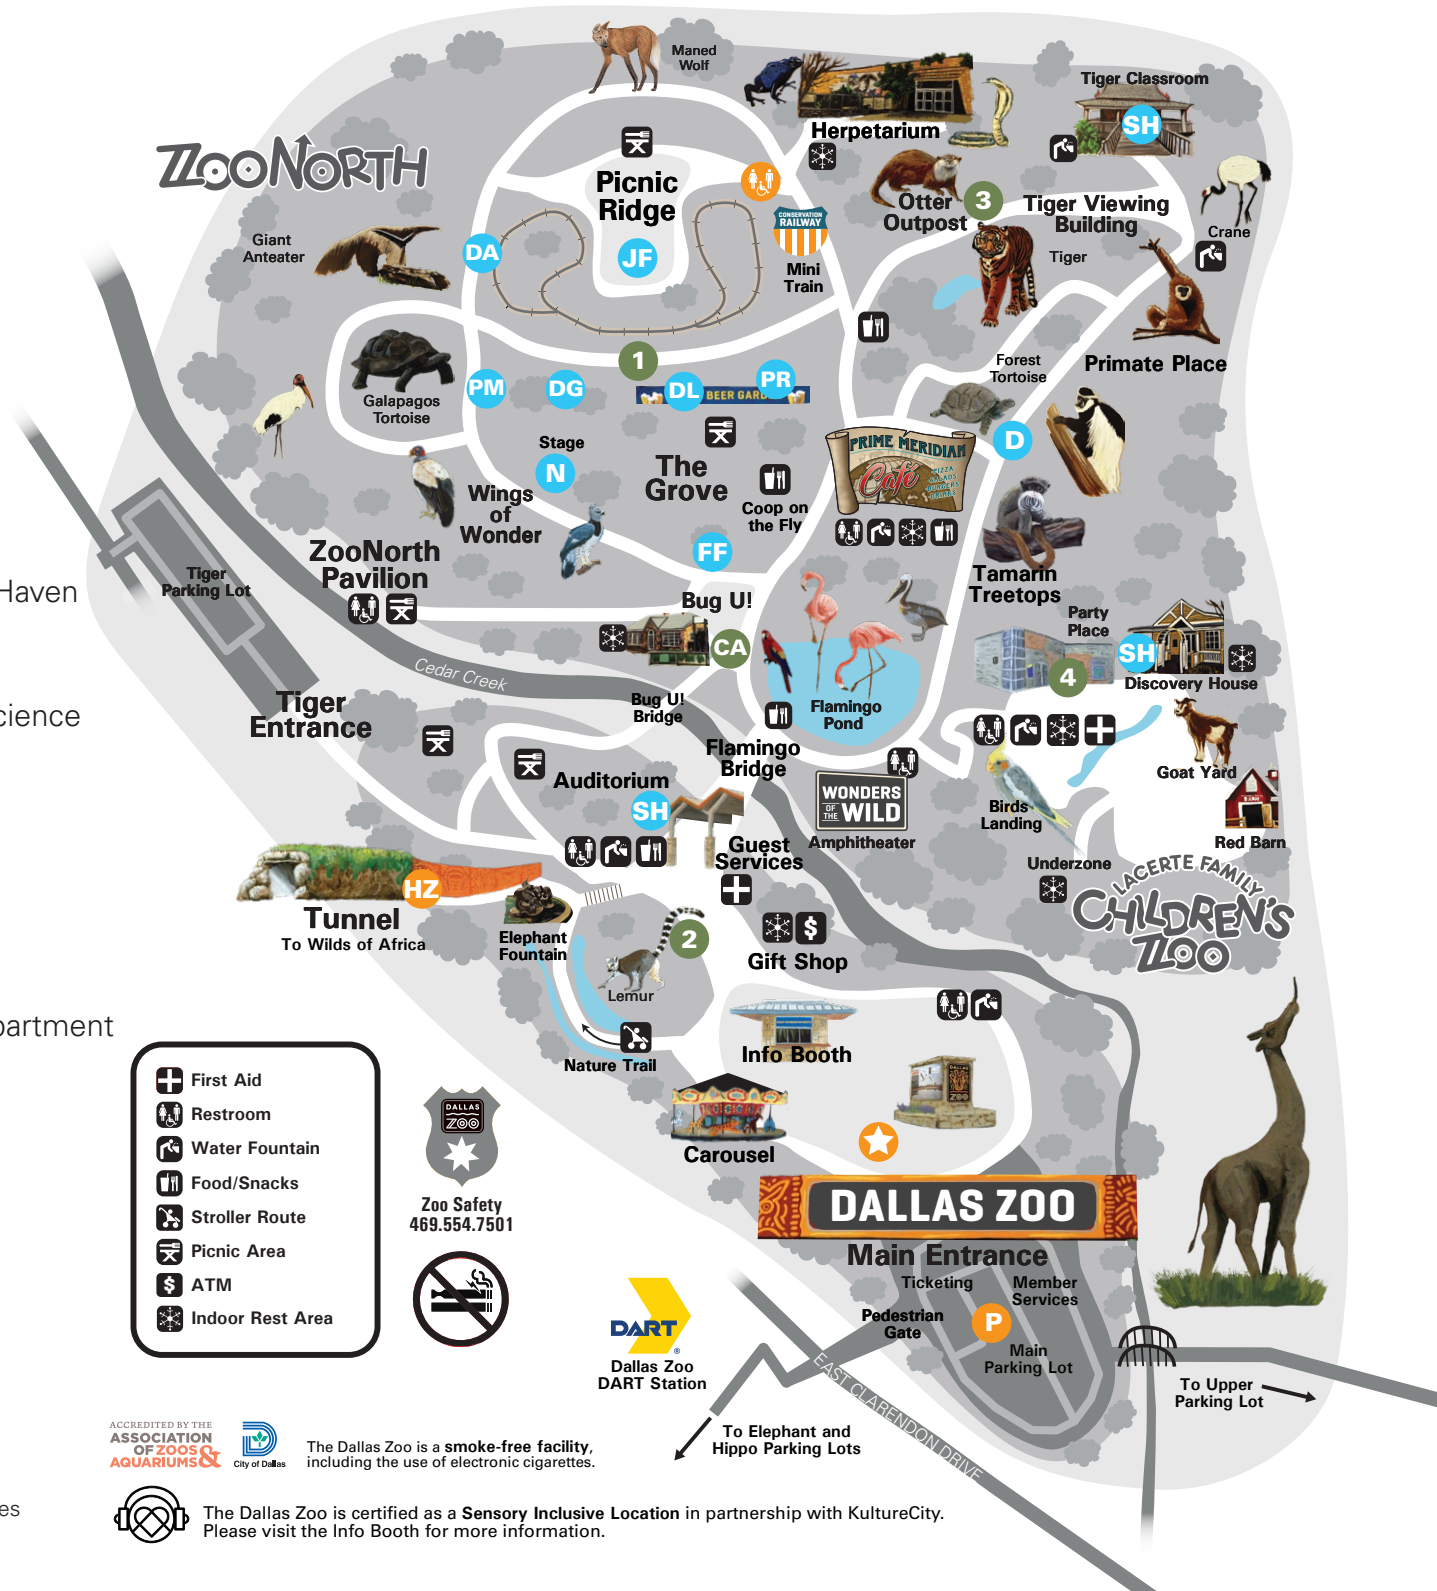 Maned
Wolf
Tiger Classroom
SH
Herpetarium
ZOONORTH
Picnic
Ridge
3
Otter
Outpost
Tiger Viewing
Building
CONSERVATION
RAILWAY
Crane
Giant
Anteater
DA
JF
Mini
Train
Tiger
1
Forest
Tortoise
Primate Place
PM
DG
DL
BEER GARDEN
PR
Galapagos
Tortoise
Stage
N
D
PRIME MERIDIAN
Café
PIZZA
SALADS
BURGERS
The
Grove
Wings
of
Wonder
Coop on
the Fly
ZooNorth
Pavilion
FF
Tiger
Parking Lot
Tamarin
Treetops
Haven
Bug U!
Party
Place
CA
SH
4
Cedar Creek
Discovery House
Bug U!
Bridge
Flamingo
Pond
Tiger
Entrance
cience
Flamingo
Bridge
Goat Yard
Auditorium
SH
WONDERS
OF THE
WILD
Birds
Landing
Amphitheater
Red Barn
Guest
Services
Underzone
LACERTE FAMILY
CHILDREN'S
ZOO
HZ
Tunnel
To Wilds of Africa
Elephant
Fountain
2
Gift Shop
Lemur
partment
Info Booth
Nature Trail
First Aid
Restroom
Water Fountain
Food/Snacks
Stroller Route
Picnic Area
$ ATM
Indoor Rest Area
DALLAS
ZOO
DALLAS
ZOO
Carousel
Zoo Safety
469.554.7501
DALLAS ZOO
Main Entrance
Ticketing
Member
Services
Pedestrian
Gate
P
Main
Parking Lot
DART
Dallas Zoo
DART Station
EAST CLARENDON DRIVE
To Upper
Parking Lot
To Elephant and
Hippo Parking Lots
ACCREDITED BY THE
ASSOCIATION
OF ZOOS &
AQUARIUMS
City of Dallas
The Dallas Zoo is a smoke-free facility,
including the use of electronic cigarettes.
es
The Dallas Zoo is certified as a Sensory Inclusive Location in partnership with KultureCity.
Please visit the Info Booth for more information.